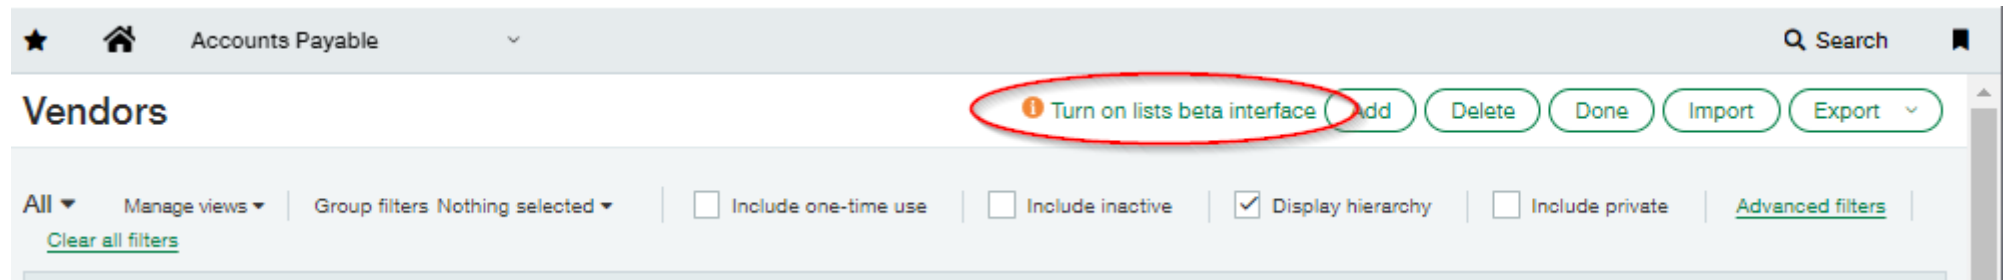 Accounts Payable Search
Vendors Turn on lists beta interface Add Delete Done Import Export
All Manage views Group filters Nothing selected Include one-time use Include inactive Display hierarchy Include private Advanced filters
Clear all filters